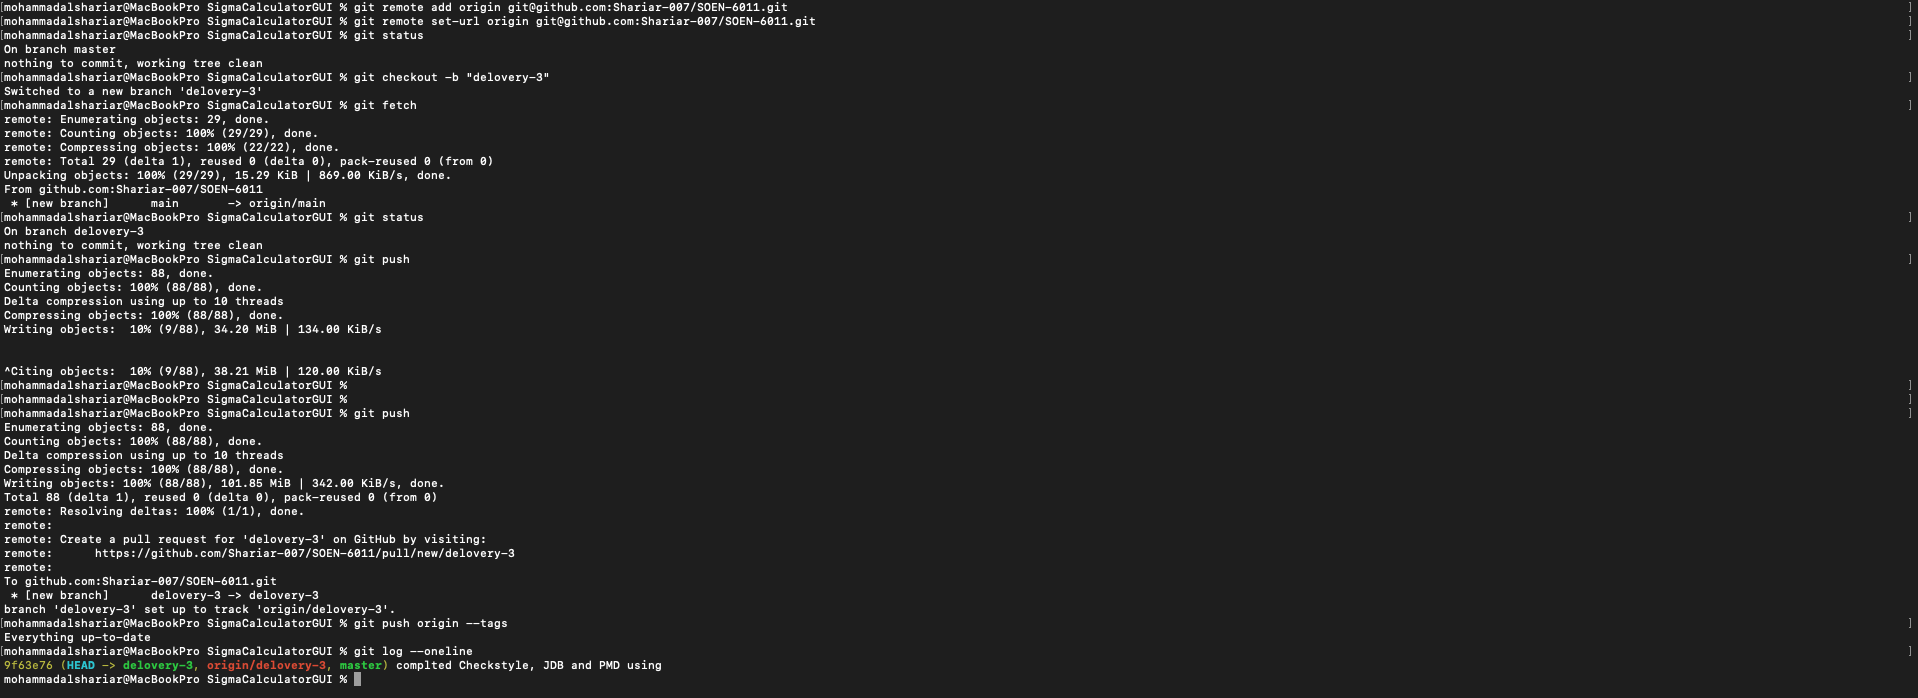 [mohammadalshariar@MacBookPro SigmaCalculatorGUI % git remote add origin git@github.com:Shariar-007/SOEN-6011.git ]
[mohammadalshariar@MacBookPro SigmaCalculatorGUI % git remote set-url origin git@github.com:Shariar-007/SOEN-6011.git ]
[mohammadalshariar@MacBookPro SigmaCalculatorGUI % git status ]
On branch master
nothing to commit, working tree clean
[mohammadalshariar@MacBookPro SigmaCalculatorGUI % git checkout -b "delovery-3" ]
Switched to a new branch 'delovery-3'
[mohammadalshariar@MacBookPro SigmaCalculatorGUI % git fetch ]
remote: Enumerating objects: 29, done.
remote: Counting objects: 100% (29/29), done.
remote: Compressing objects: 100% (22/22), done.
remote: Total 29 (delta 1), reused 0 (delta 0), pack-reused 0 (from 0)
Unpacking objects: 100% (29/29), 15.29 KiB | 869.00 KiB/s, done.
From github.com:Shariar-007/SOEN-6011
 * [new branch]      main       -> origin/main
[mohammadalshariar@MacBookPro SigmaCalculatorGUI % git status ]
On branch delovery-3
nothing to commit, working tree clean
[mohammadalshariar@MacBookPro SigmaCalculatorGUI % git push ]
Enumerating objects: 88, done.
Counting objects: 100% (88/88), done.
Delta compression using up to 10 threads
Compressing objects: 100% (88/88), done.
Writing objects:  10% (9/88), 34.20 MiB | 134.00 KiB/s
^Citing objects:  10% (9/88), 38.21 MiB | 120.00 KiB/s
[mohammadalshariar@MacBookPro SigmaCalculatorGUI % ]
[mohammadalshariar@MacBookPro SigmaCalculatorGUI % ]
[mohammadalshariar@MacBookPro SigmaCalculatorGUI % git push ]
Enumerating objects: 88, done.
Counting objects: 100% (88/88), done.
Delta compression using up to 10 threads
Compressing objects: 100% (88/88), done.
Writing objects: 100% (88/88), 101.85 MiB | 342.00 KiB/s, done.
Total 88 (delta 1), reused 0 (delta 0), pack-reused 0 (from 0)
remote: Resolving deltas: 100% (1/1), done.
remote:
remote: Create a pull request for 'delovery-3' on GitHub by visiting:
remote:      https://github.com/Shariar-007/SOEN-6011/pull/new/delovery-3
remote:
To github.com:Shariar-007/SOEN-6011.git
 * [new branch]      delovery-3 -> delovery-3
branch 'delovery-3' set up to track 'origin/delovery-3'.
[mohammadalshariar@MacBookPro SigmaCalculatorGUI % git push origin --tags ]
Everything up-to-date
[mohammadalshariar@MacBookPro SigmaCalculatorGUI % git log --oneline ]
9f63e76 (HEAD -> delovery-3, origin/delovery-3, master) complted Checkstyle, JDB and PMD using
mohammadalshariar@MacBookPro SigmaCalculatorGUI %